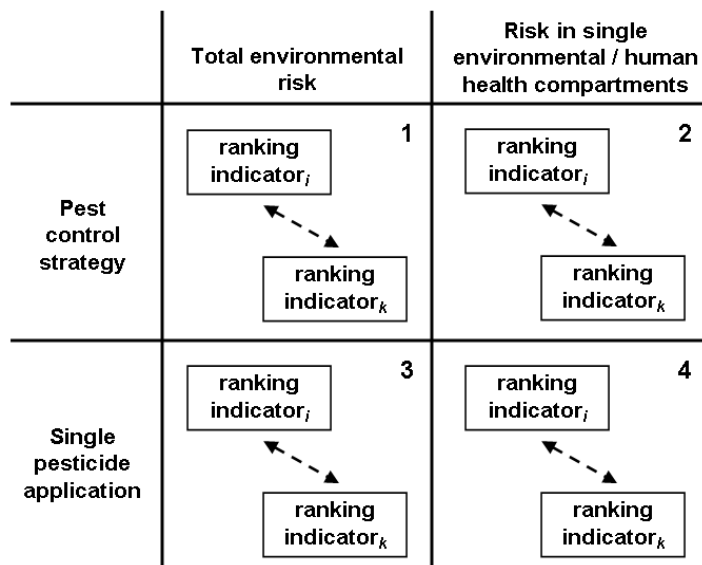 Total environmental
risk
Risk in single
environmental / human
health compartments
Pest
control
strategy
1
ranking
indicatori
ranking
indicatork
2
ranking
indicatori
ranking
indicatork
Single
pesticide
application
3
ranking
indicatori
ranking
indicatork
4
ranking
indicatori
ranking
indicatork